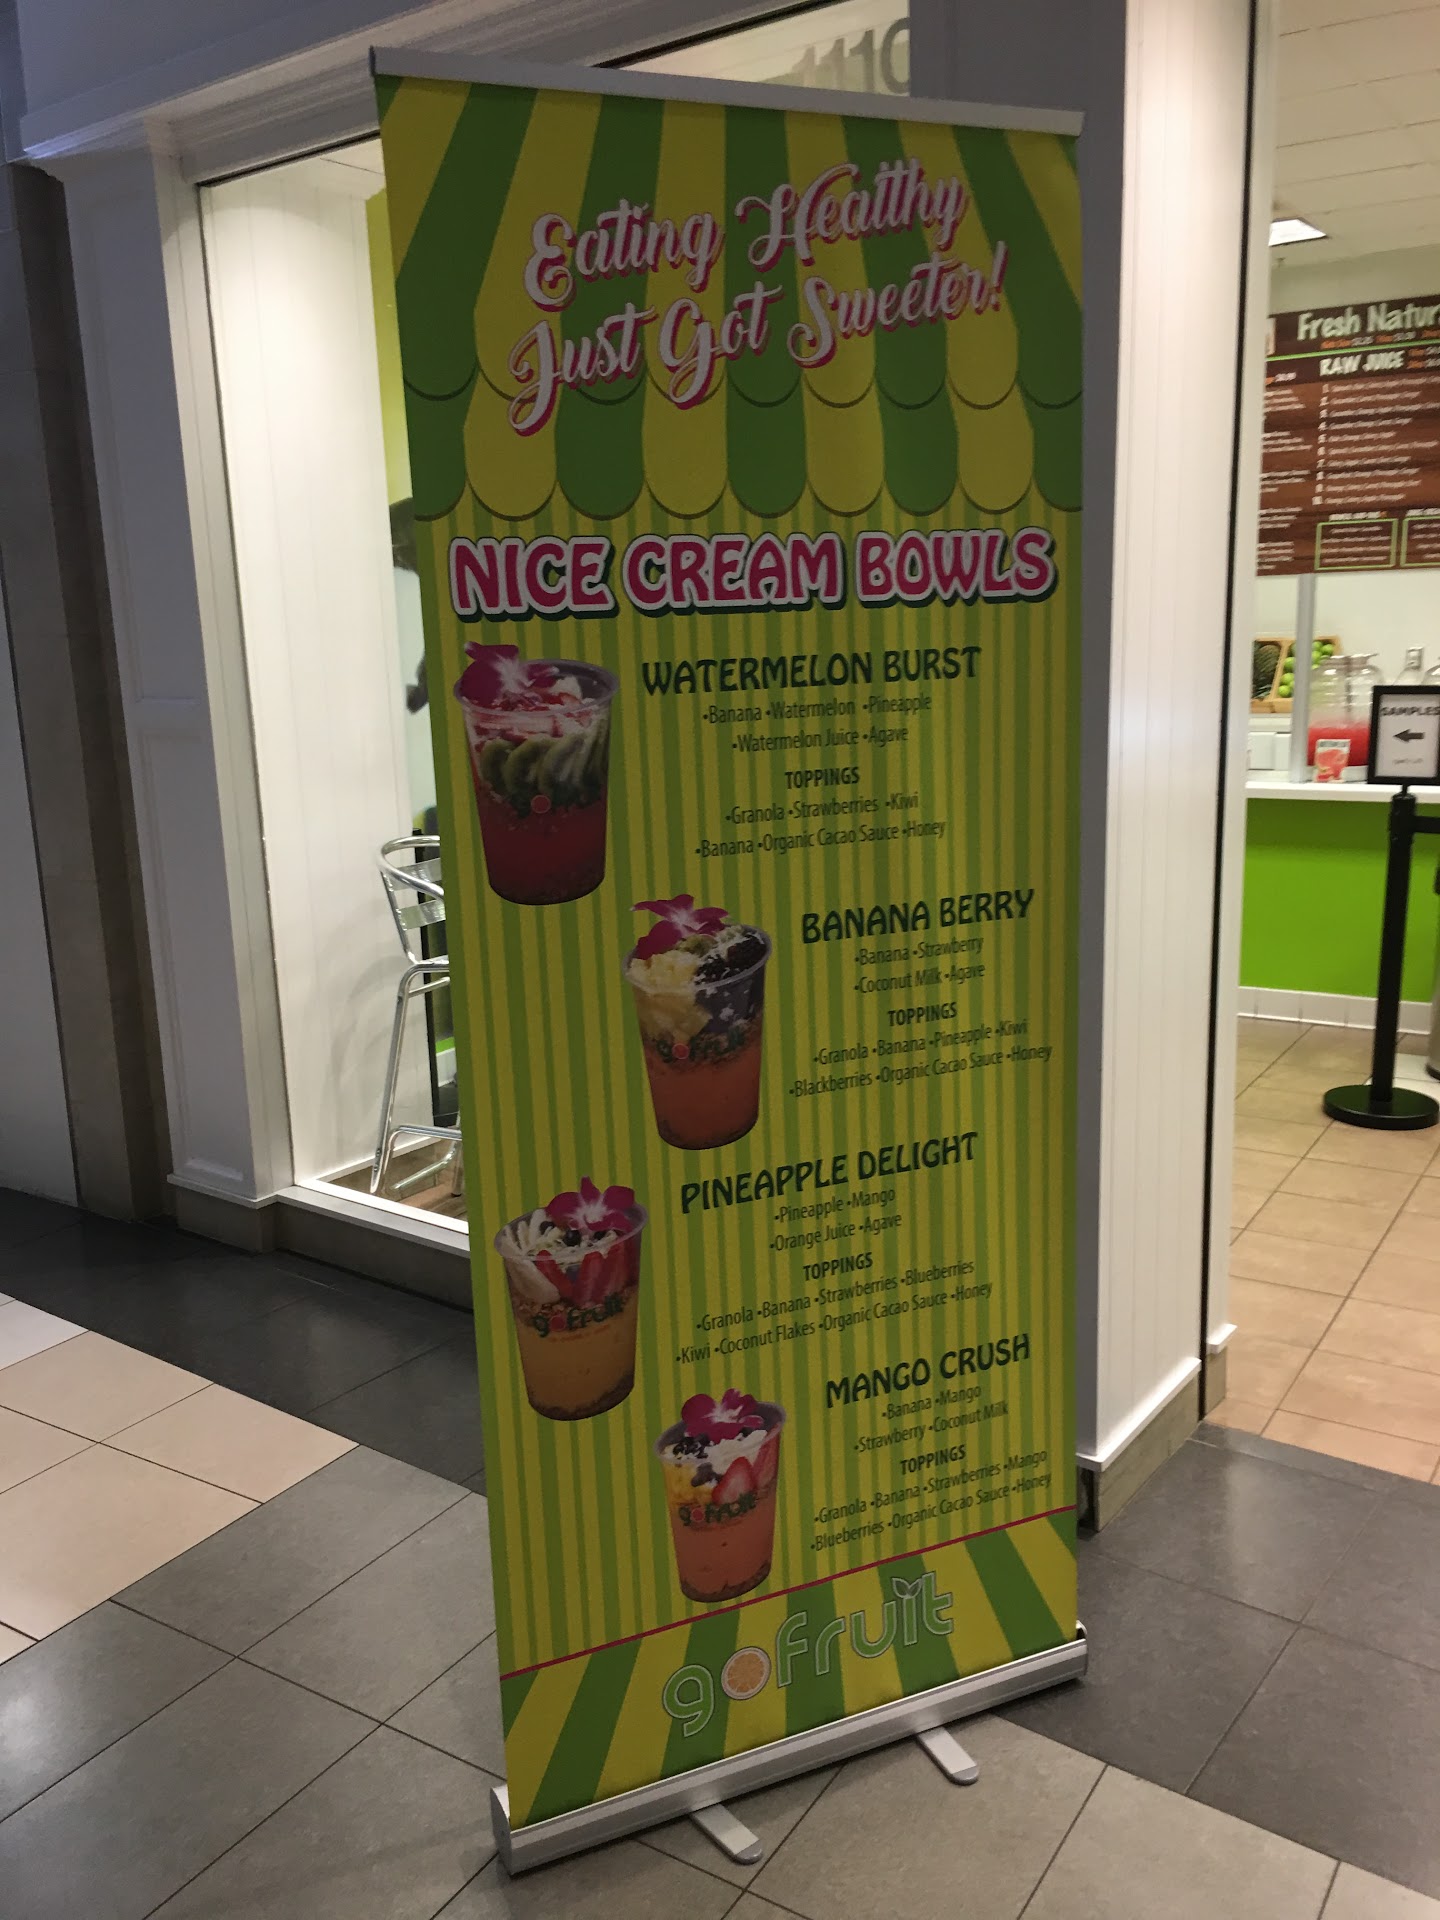 1110
Eating Healthy
Just Got Sweeter!
NICE CREAM BOWLS
WATERMELON BURST
•Banana •Watermelon •Pineapple
•Watermelon Juice •Agave
TOPPINGS
•Granola •Strawberries •Kiwi
•Banana •Organic Cacao Sauce •Honey
BANANA BERRY
•Banana •Strawberry
•Coconut Milk •Agave
TOPPINGS
•Granola •Banana •Pineapple •Kiwi
•Blackberries •Organic Cacao Sauce •Honey
gofruit
PINEAPPLE DELIGHT
•Pineapple •Mango
•Orange Juice •Agave
TOPPINGS
•Granola •Banana •Strawberries •Blueberries
•Kiwi •Coconut Flakes •Organic Cacao Sauce •Honey
gofruit
MANGO CRUSH
•Banana •Mango
•Strawberry •Coconut Milk
TOPPINGS
•Granola •Banana •Strawberries •Mango
•Blueberries •Organic Cacao Sauce •Honey
gofruit
gofruit
Fresh Natur
RAW JUICE
SAMPLES